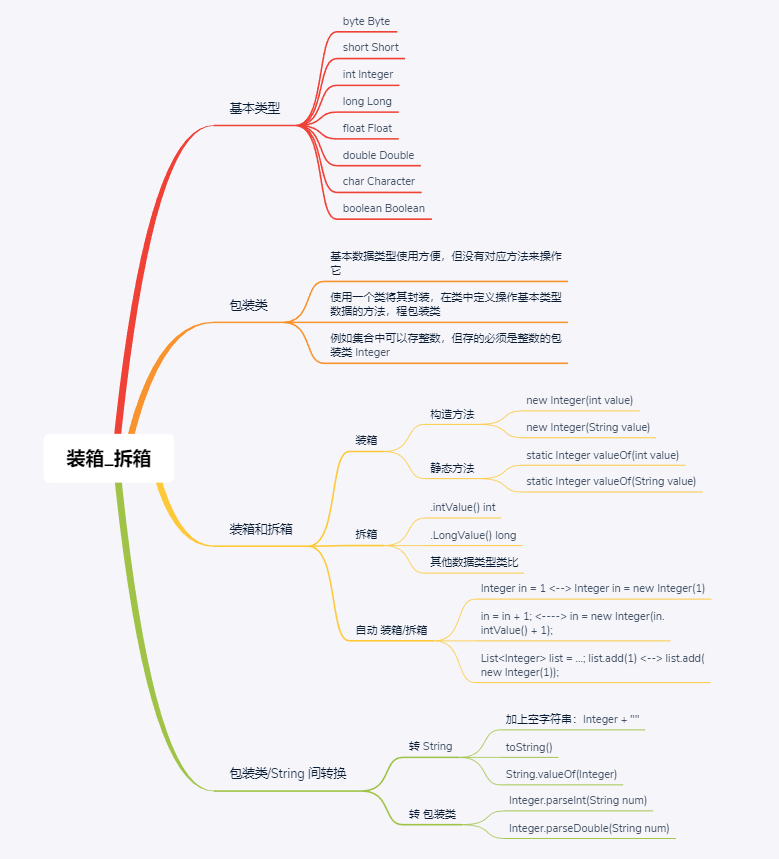 装箱_拆箱
基本类型
byte Byte
short Short
int Integer
long Long
float Float
double Double
char Character
boolean Boolean
包装类
基本数据类型使用方便，但没有对应方法来操作
它
使用一个类将其封装，在类中定义操作基本类型
数据的方法，程包装类
例如集合中可以存整数，但存的必须是整数的包
装类 Integer
装箱和拆箱
装箱
构造方法
new Integer(int value)
new Integer(String value)
静态方法
static Integer valueOf(int value)
static Integer valueOf(String value)
拆箱
.intValue() int
.LongValue() long
其他数据类型类比
自动 装箱/拆箱
Integer in = 1 <--> Integer in = new Integer(1)
in = in + 1; <----> in = new Integer(in.
intValue() + 1);
List<Integer> list = ...; list.add(1) <--> list.add(
new Integer(1));
包装类/String 间转换
转 String
加上空字符串：Integer + ""
toString()
String.valueOf(Integer)
转 包装类
Integer.parseInt(String num)
Integer.parseDouble(String num)